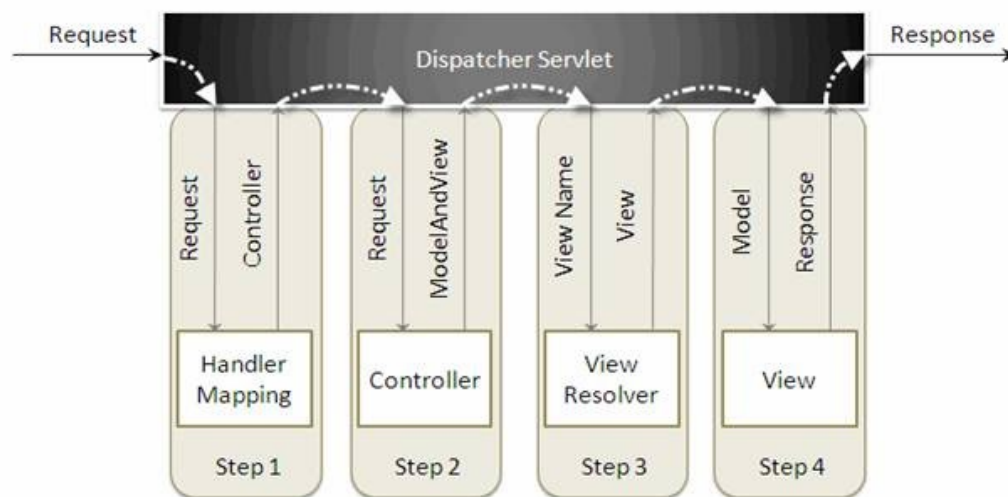 Request
Dispatcher Servlet
Response
Request
Controller
Handler
Mapping
Step 1
Request
ModelAndView
Controller
Step 2
View Name
View
View
Resolver
Step 3
Model
Response
View
Step 4